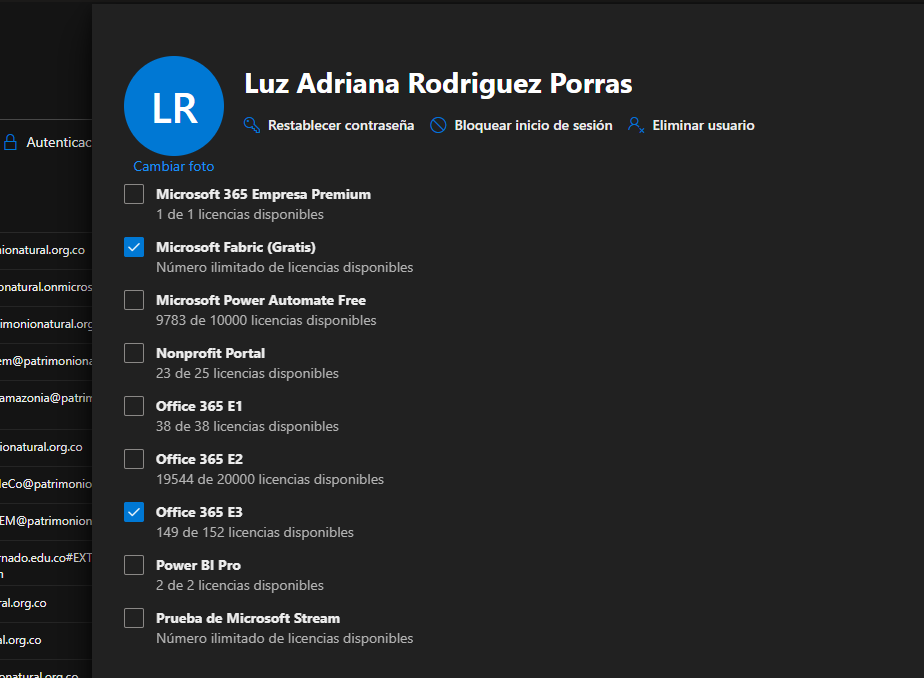 LR
Cambiar foto
Luz Adriana Rodriguez Porras
Restablecer contraseña
Bloquear inicio de sesión
Eliminar usuario
Autenticac
Microsoft 365 Empresa Premium
1 de 1 licencias disponibles
Microsoft Fabric (Gratis)
Número ilimitado de licencias disponibles
Microsoft Power Automate Free
9783 de 10000 licencias disponibles
Nonprofit Portal
23 de 25 licencias disponibles
Office 365 E1
38 de 38 licencias disponibles
Office 365 E2
19544 de 20000 licencias disponibles
Office 365 E3
149 de 152 licencias disponibles
Power BI Pro
2 de 2 licencias disponibles
Prueba de Microsoft Stream
Número ilimitado de licencias disponibles
ionatural.org.co
onatural.onmicros
imonionatural.org
em@patrimoniona
amazonia@patrim
ionatural.org.co
eCo@patrimonio
EM@patrimonion
rnado.edu.co#EXT
ral.org.co
al.org.co
onatural.org.co